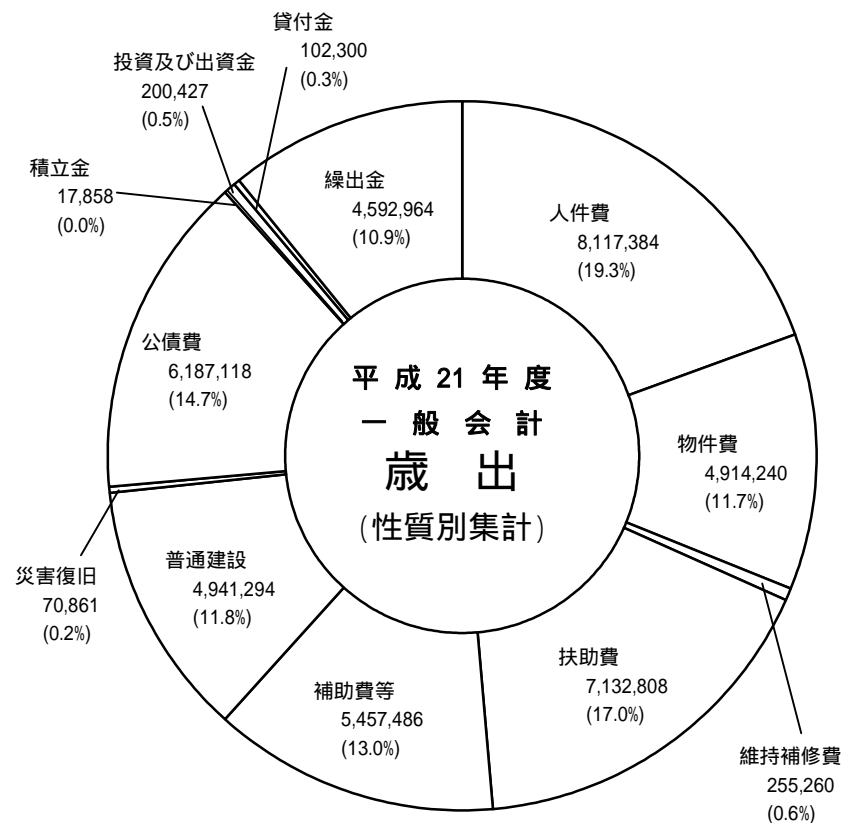 貸付金
102,300
(0.3%)
投資及び出資金
200,427
(0.5%)
積立金
17,858
(0.0%)
繰出金
4,592,964
(10.9%)
人件費
8,117,384
(19.3%)
公債費
6,187,118
(14.7%)
平成21年度
一般会計
歳出
(性質別集計)
物件費
4,914,240
(11.7%)
災害復旧
70,861
(0.2%)
普通建設
4,941,294
(11.8%)
扶助費
7,132,808
(17.0%)
補助費等
5,457,486
(13.0%)
維持補修費
255,260
(0.6%)